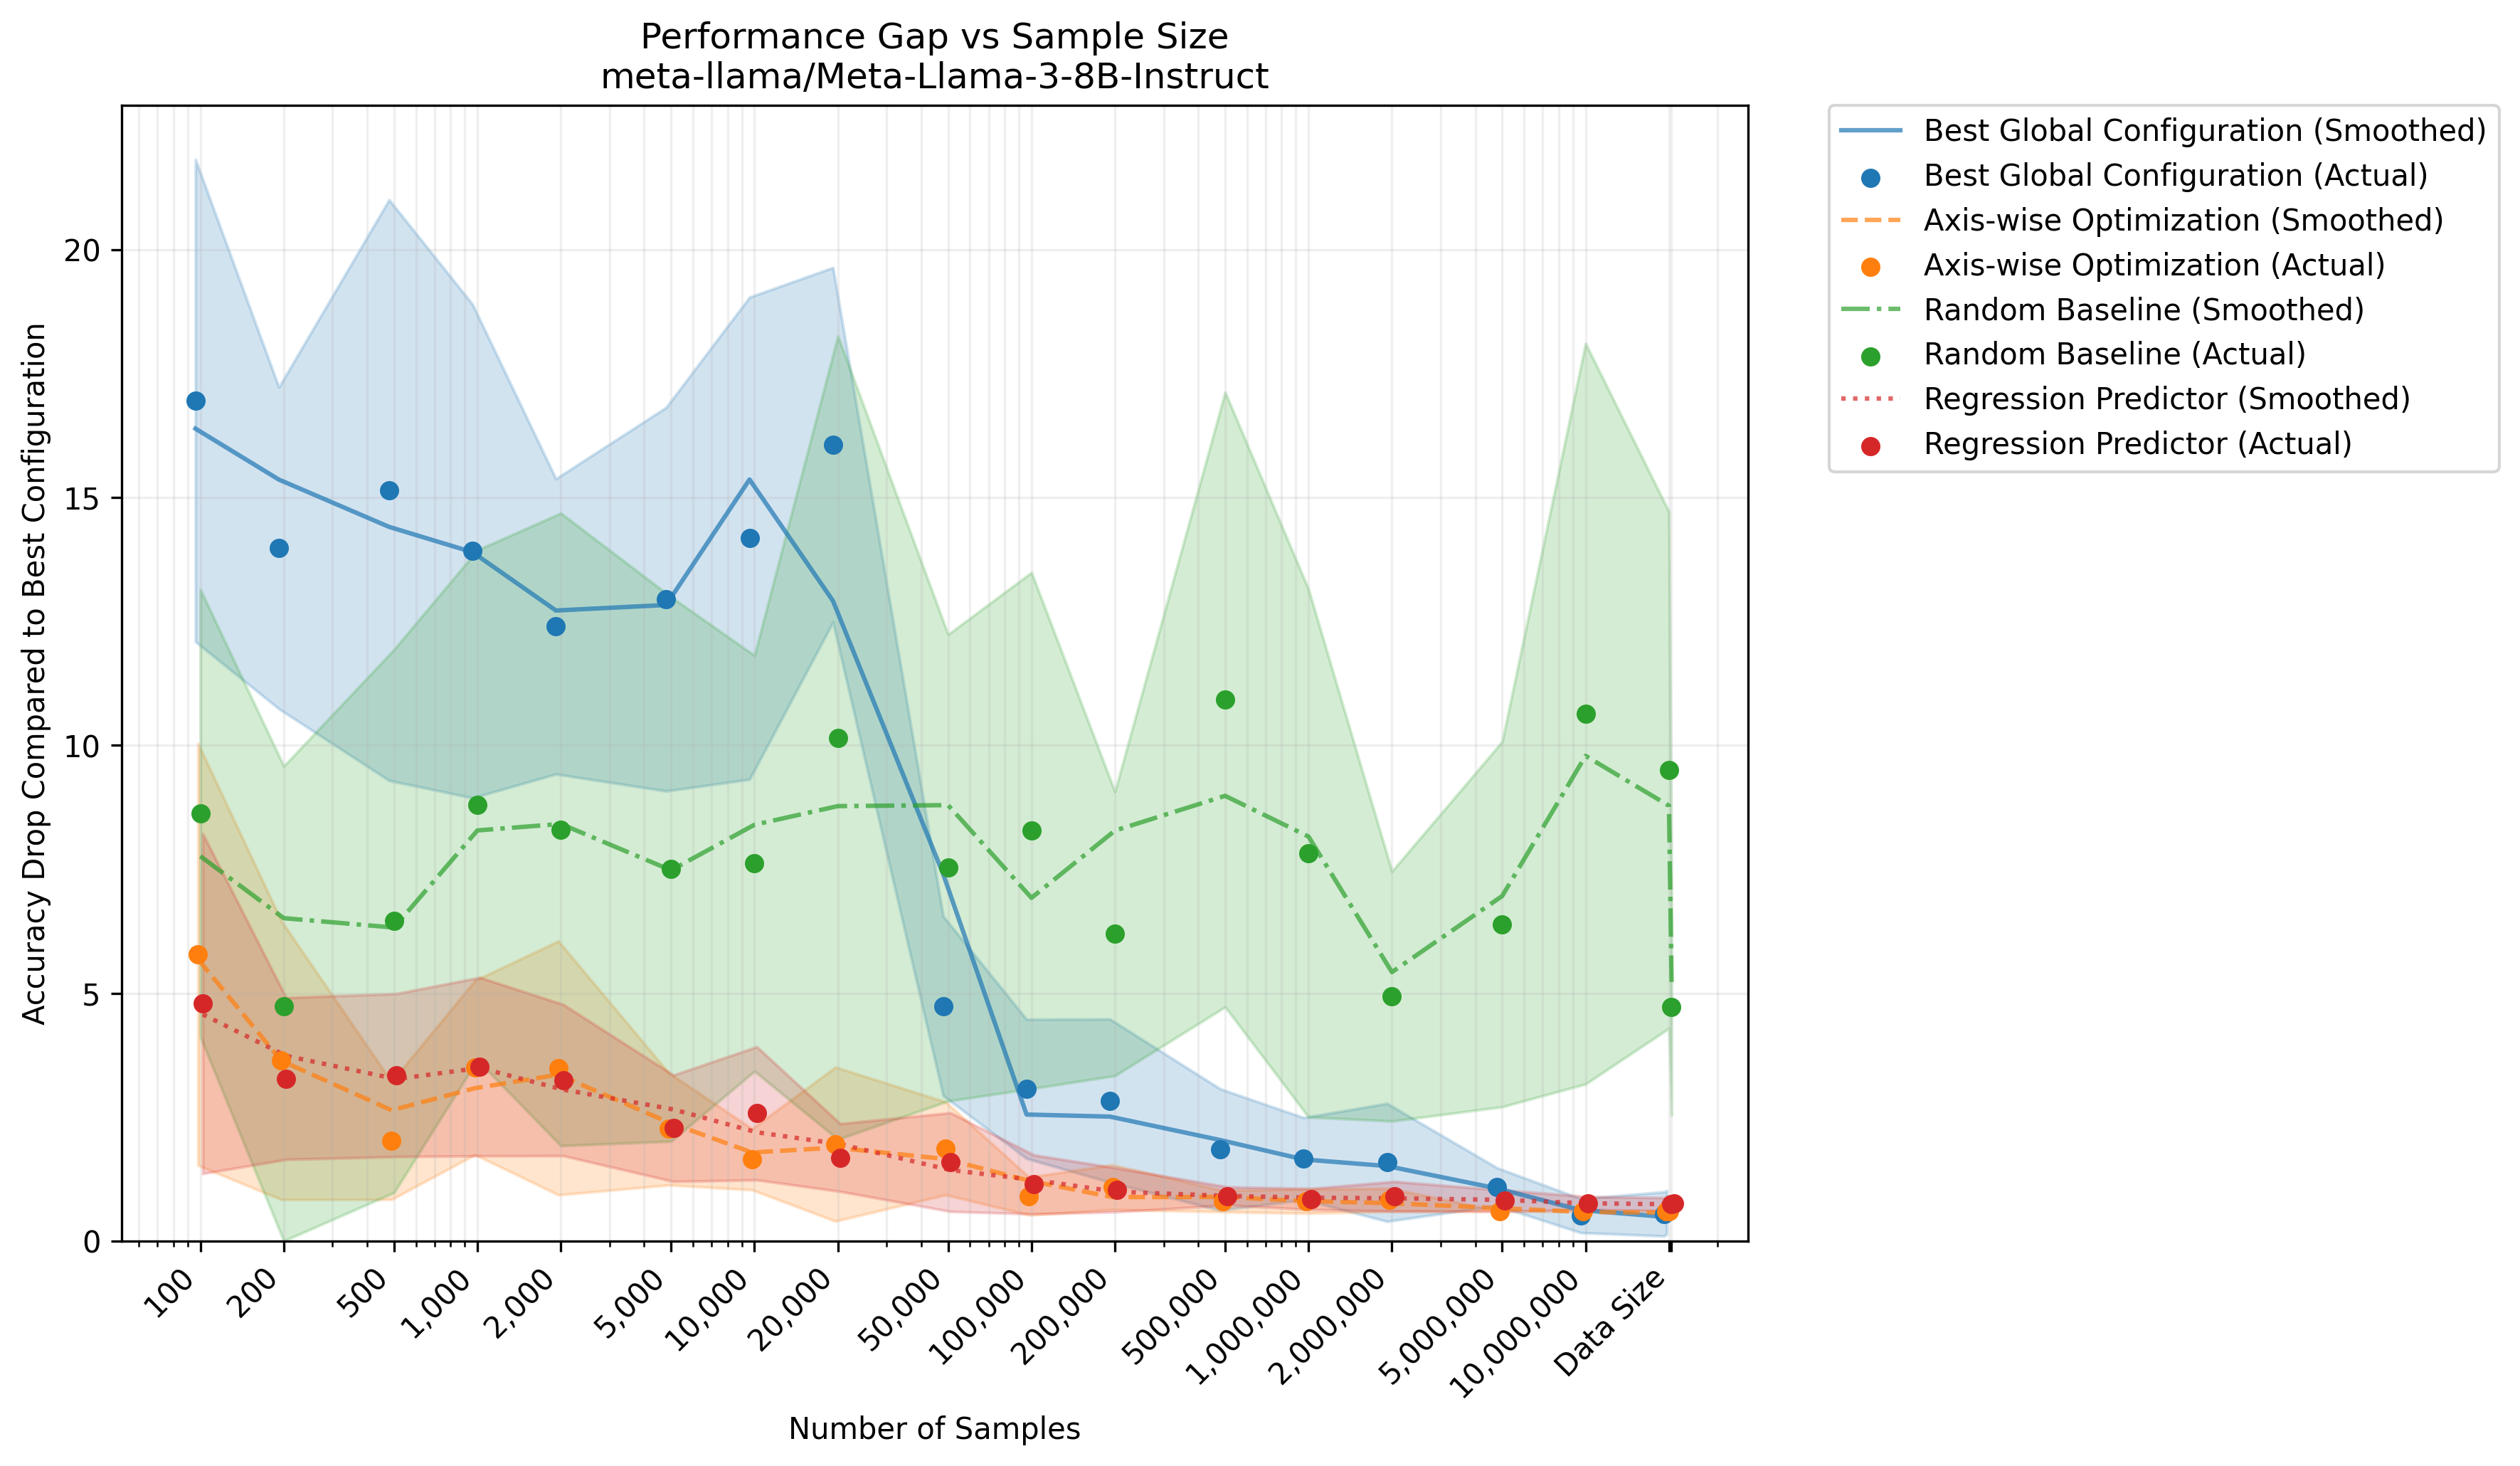 Performance Gap vs Sample Size
meta-llama/Meta-Llama-3-8B-Instruct
Accuracy Drop Compared to Best Configuration
20
15
10
5
0
100
200
500
1,000
2,000
5,000
10,000
20,000
50,000
100,000
200,000
500,000
1,000,000
2,000,000
5,000,000
10,000,000
Data Size
Number of Samples
Best Global Configuration (Smoothed)
Best Global Configuration (Actual)
Axis-wise Optimization (Smoothed)
Axis-wise Optimization (Actual)
Random Baseline (Smoothed)
Random Baseline (Actual)
Regression Predictor (Smoothed)
Regression Predictor (Actual)